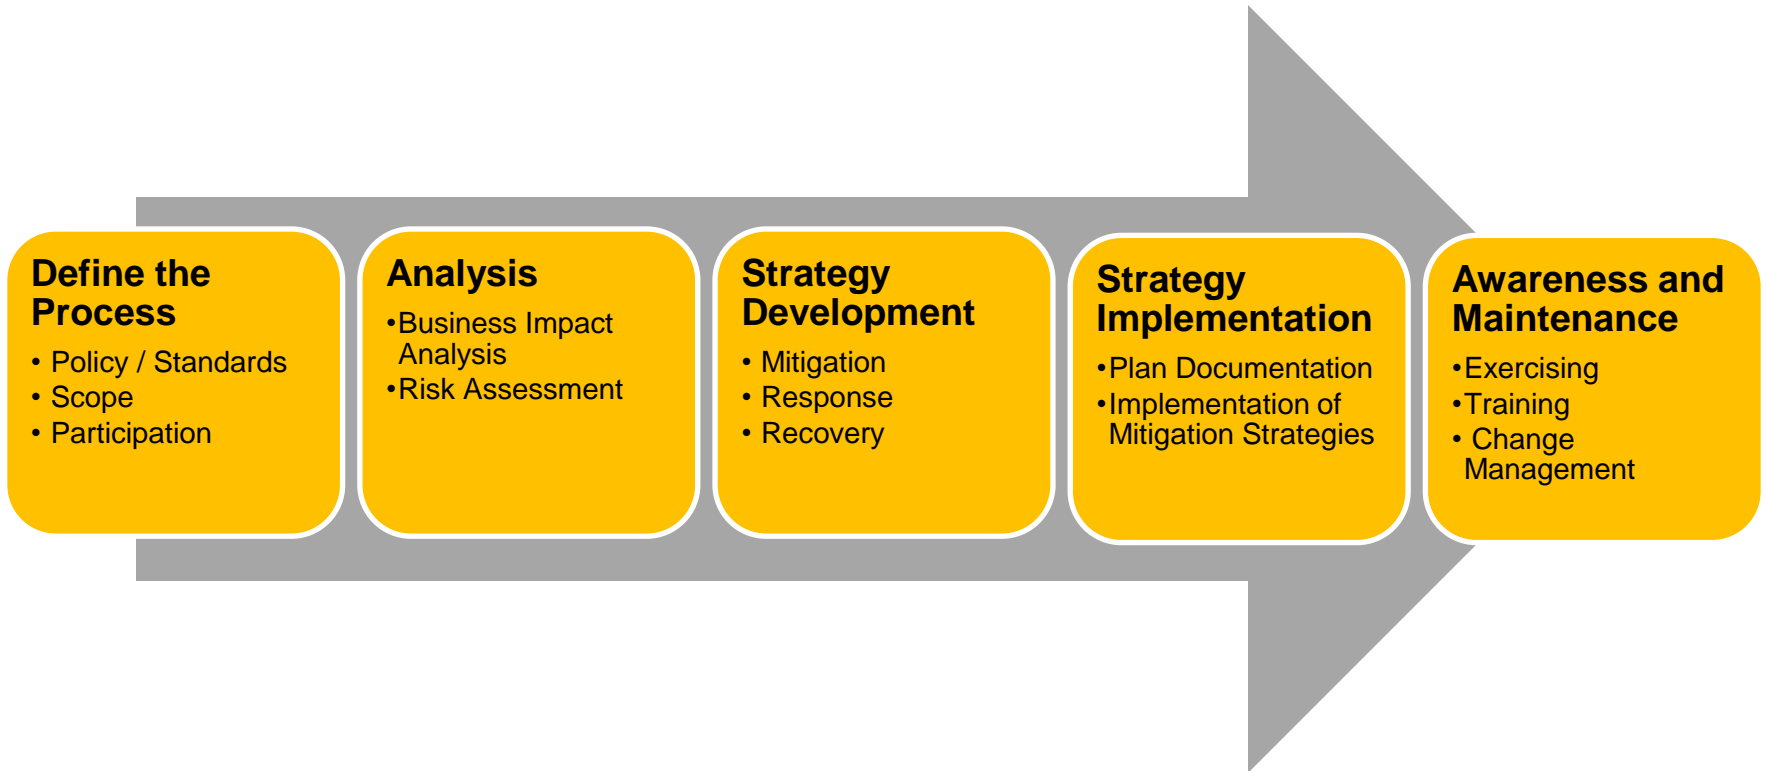 Define the
Process
• Policy / Standards
• Scope
• Participation
Analysis
•Business Impact
Analysis
•Risk Assessment
Strategy
Development
• Mitigation
• Response
• Recovery
Strategy
Implementation
•Plan Documentation
•Implementation of
Mitigation Strategies
Awareness and
Maintenance
•Exercising
•Training
• Change
Management